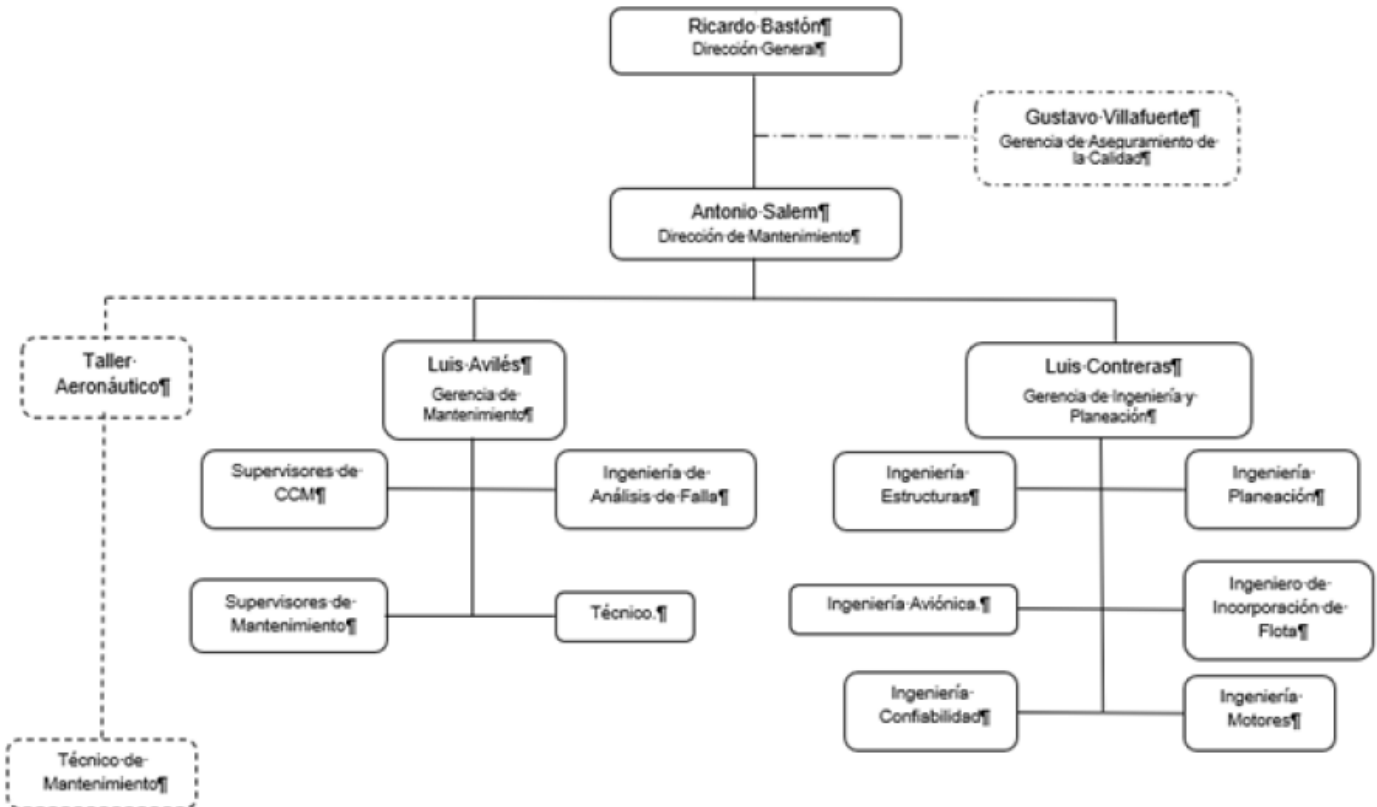 Ricardo·Bastón¶
Dirección·General¶
Gustavo·Villafuerte¶
Gerencia·de·Aseguramiento·de·
la·Calidad¶
Antonio·Salem¶
Dirección·de·Mantenimiento¶
Taller·
Aeronáutico¶
Luis·Avilés¶
Gerencia·de·
Mantenimiento¶
Luis·Contreras¶
Gerencia·de·Ingeniería·y·
Planeación¶
Supervisores·de·
CCM¶
Ingeniería·de·
Análisis·de·Falla¶
Ingeniería·
Estructuras¶
Ingeniería·
Planeación¶
Supervisores·de·
Mantenimiento¶
Técnico.¶
Ingeniería·Aviónica.¶
Ingeniero·de·
Incorporación·de·
Flota¶
Ingeniería·
Confiabilidad¶
Ingeniería·
Motores¶
Técnico·de·
Mantenimiento¶